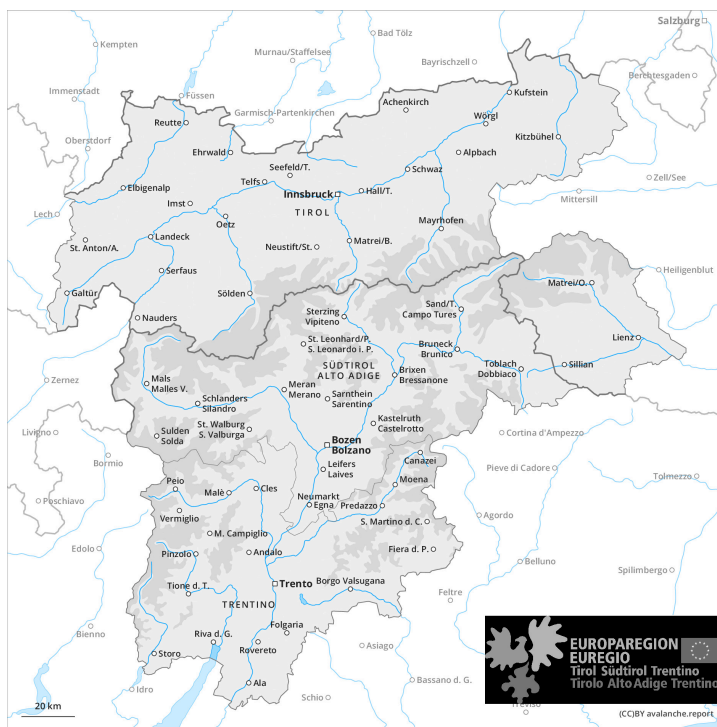 Salzburg
Kempten
Bad Tölz
Murnau/Staffelsee
Bayrischzell
Berchtesgaden
Immenstadt
Füssen
Garmisch-Partenkirchen
Achenkirch
Kufstein
Reutte
Wörgl
Kitzbühel
Oberstdorf
Ehrwald
Alpbach
Seefeld/T.
Schwaz
Telfs
Zell/See
Elbigenalp
Innsbruck
Hall/T.
Mittersill
Imst
TIROL
Lech
Oetz
Mayrhofen
Landeck
Neustift/St.
Matrei/B.
St. Anton/A.
Serfaus
Heiligenblut
Galtür
Sölden
Matrei/O.
Sand/T.
Campo Tures
Nauders
Sterzing
Vipiteno
Lienz
St. Leonhard/P.
S. Leonardo i. P.
Bruneck
Brunico
SÜDTIROL
ALTO ADIGE
Toblach
Dobbiaco
Sillian
Zernez
Mals
Malles V.
Brixen
Bressanone
Meran
Merano
Sarnthein
Sarentino
Schlanders
Silandro
Livigno
St. Walburg
S. Valburga
Kastelruth
Castelrotto
Sulden
Solda
Bozen
Bolzano
Cortina d'Ampezzo
Bormio
Canazei
Leifers
Laives
Pieve di Cadore
Tolmezzo
Peio
Moena
Malè
Cles
Neumarkt
Egna
Predazzo
Poschiavo
Vermiglio
S. Martino d. C.
Agordo
M. Campiglio
Edolo
Pinzolo
Andalo
Fiera d. P.
Belluno
Spilimbergo
Tione d. T.
Trento
Borgo Valsugana
Feltre
TRENTINO
Bienno
Folgaria
Riva d. G.
Rovereto
Asiago
Storo
Ala
Idro
Bassano d. G.
Schio
EUROPAREGION
EUREGIO
Tirol Südtirol Trentino
Tirolo Alto Adige Trentino
Treviso
20 km
(CC)BY avalanche.report